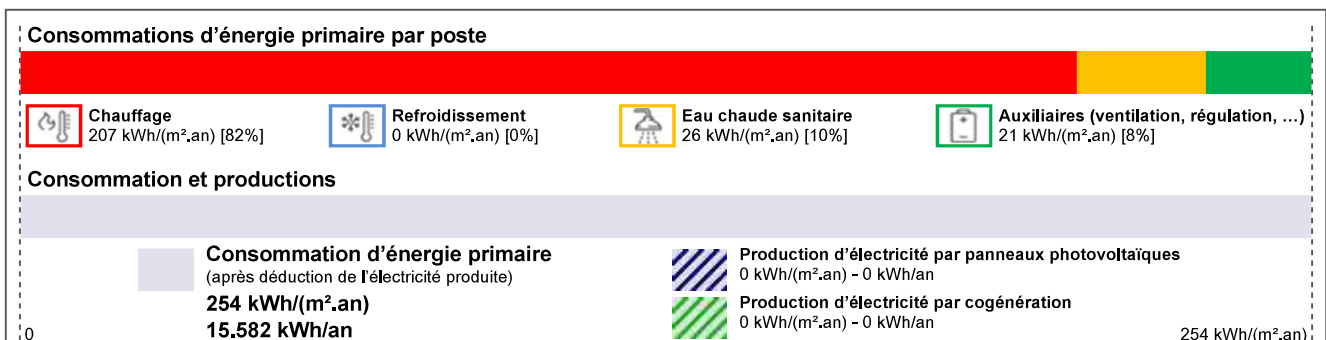 Consommations d'énergie primaire par poste
Chauffage
207 kWh/(m².an) [82%]
Refroidissement
0 kWh/(m².an) [0%]
Eau chaude sanitaire
26 kWh/(m².an) [10%]
Auxiliaires (ventilation, régulation, ...)
21 kWh/(m².an) [8%]
Consommation et productions
Consommation d'énergie primaire
(après déduction de l'électricité produite)
254 kWh/(m².an)
15.582 kWh/an
Production d'électricité par panneaux photovoltaïques
0 kWh/(m².an) - 0 kWh/an
Production d'électricité par cogénération
0 kWh/(m².an) - 0 kWh/an
0
254 kWh/(m².an)